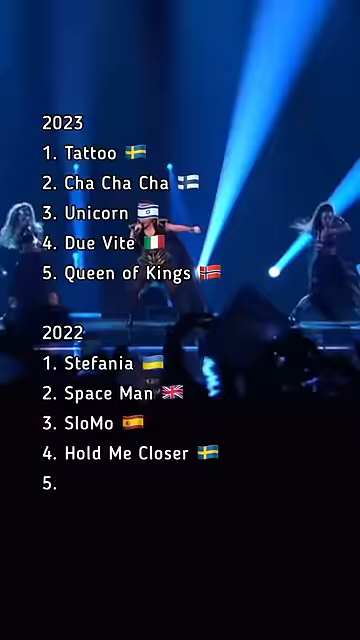 2023
1. Tattoo 🇸🇪
2. Cha Cha Cha 🇫🇮
3. Unicorn 🇮🇱
4. Due Vite 🇮🇹
5. Queen of Kings 🇳🇴
2022
1. Stefania 🇺🇦
2. Space Man 🇬🇧
3. SloMo 🇪🇸
4. Hold Me Closer 🇸🇪
5.